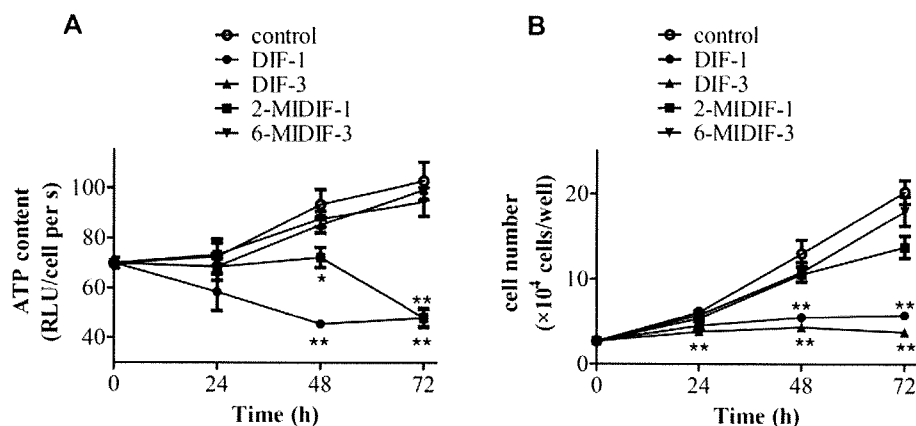 A
control
DIF-1
DIF-3
2-MIDIF-1
6-MIDIF-3
ATP content
(RLU/cell per s)
100
80
60
40
*
**
**
**
0
24
48
72
Time (h)
B
control
DIF-1
DIF-3
2-MIDIF-1
6-MIDIF-3
cell number
(×10⁴ cells/well)
20
10
0
**
**
**
**
**
0
24
48
72
Time (h)